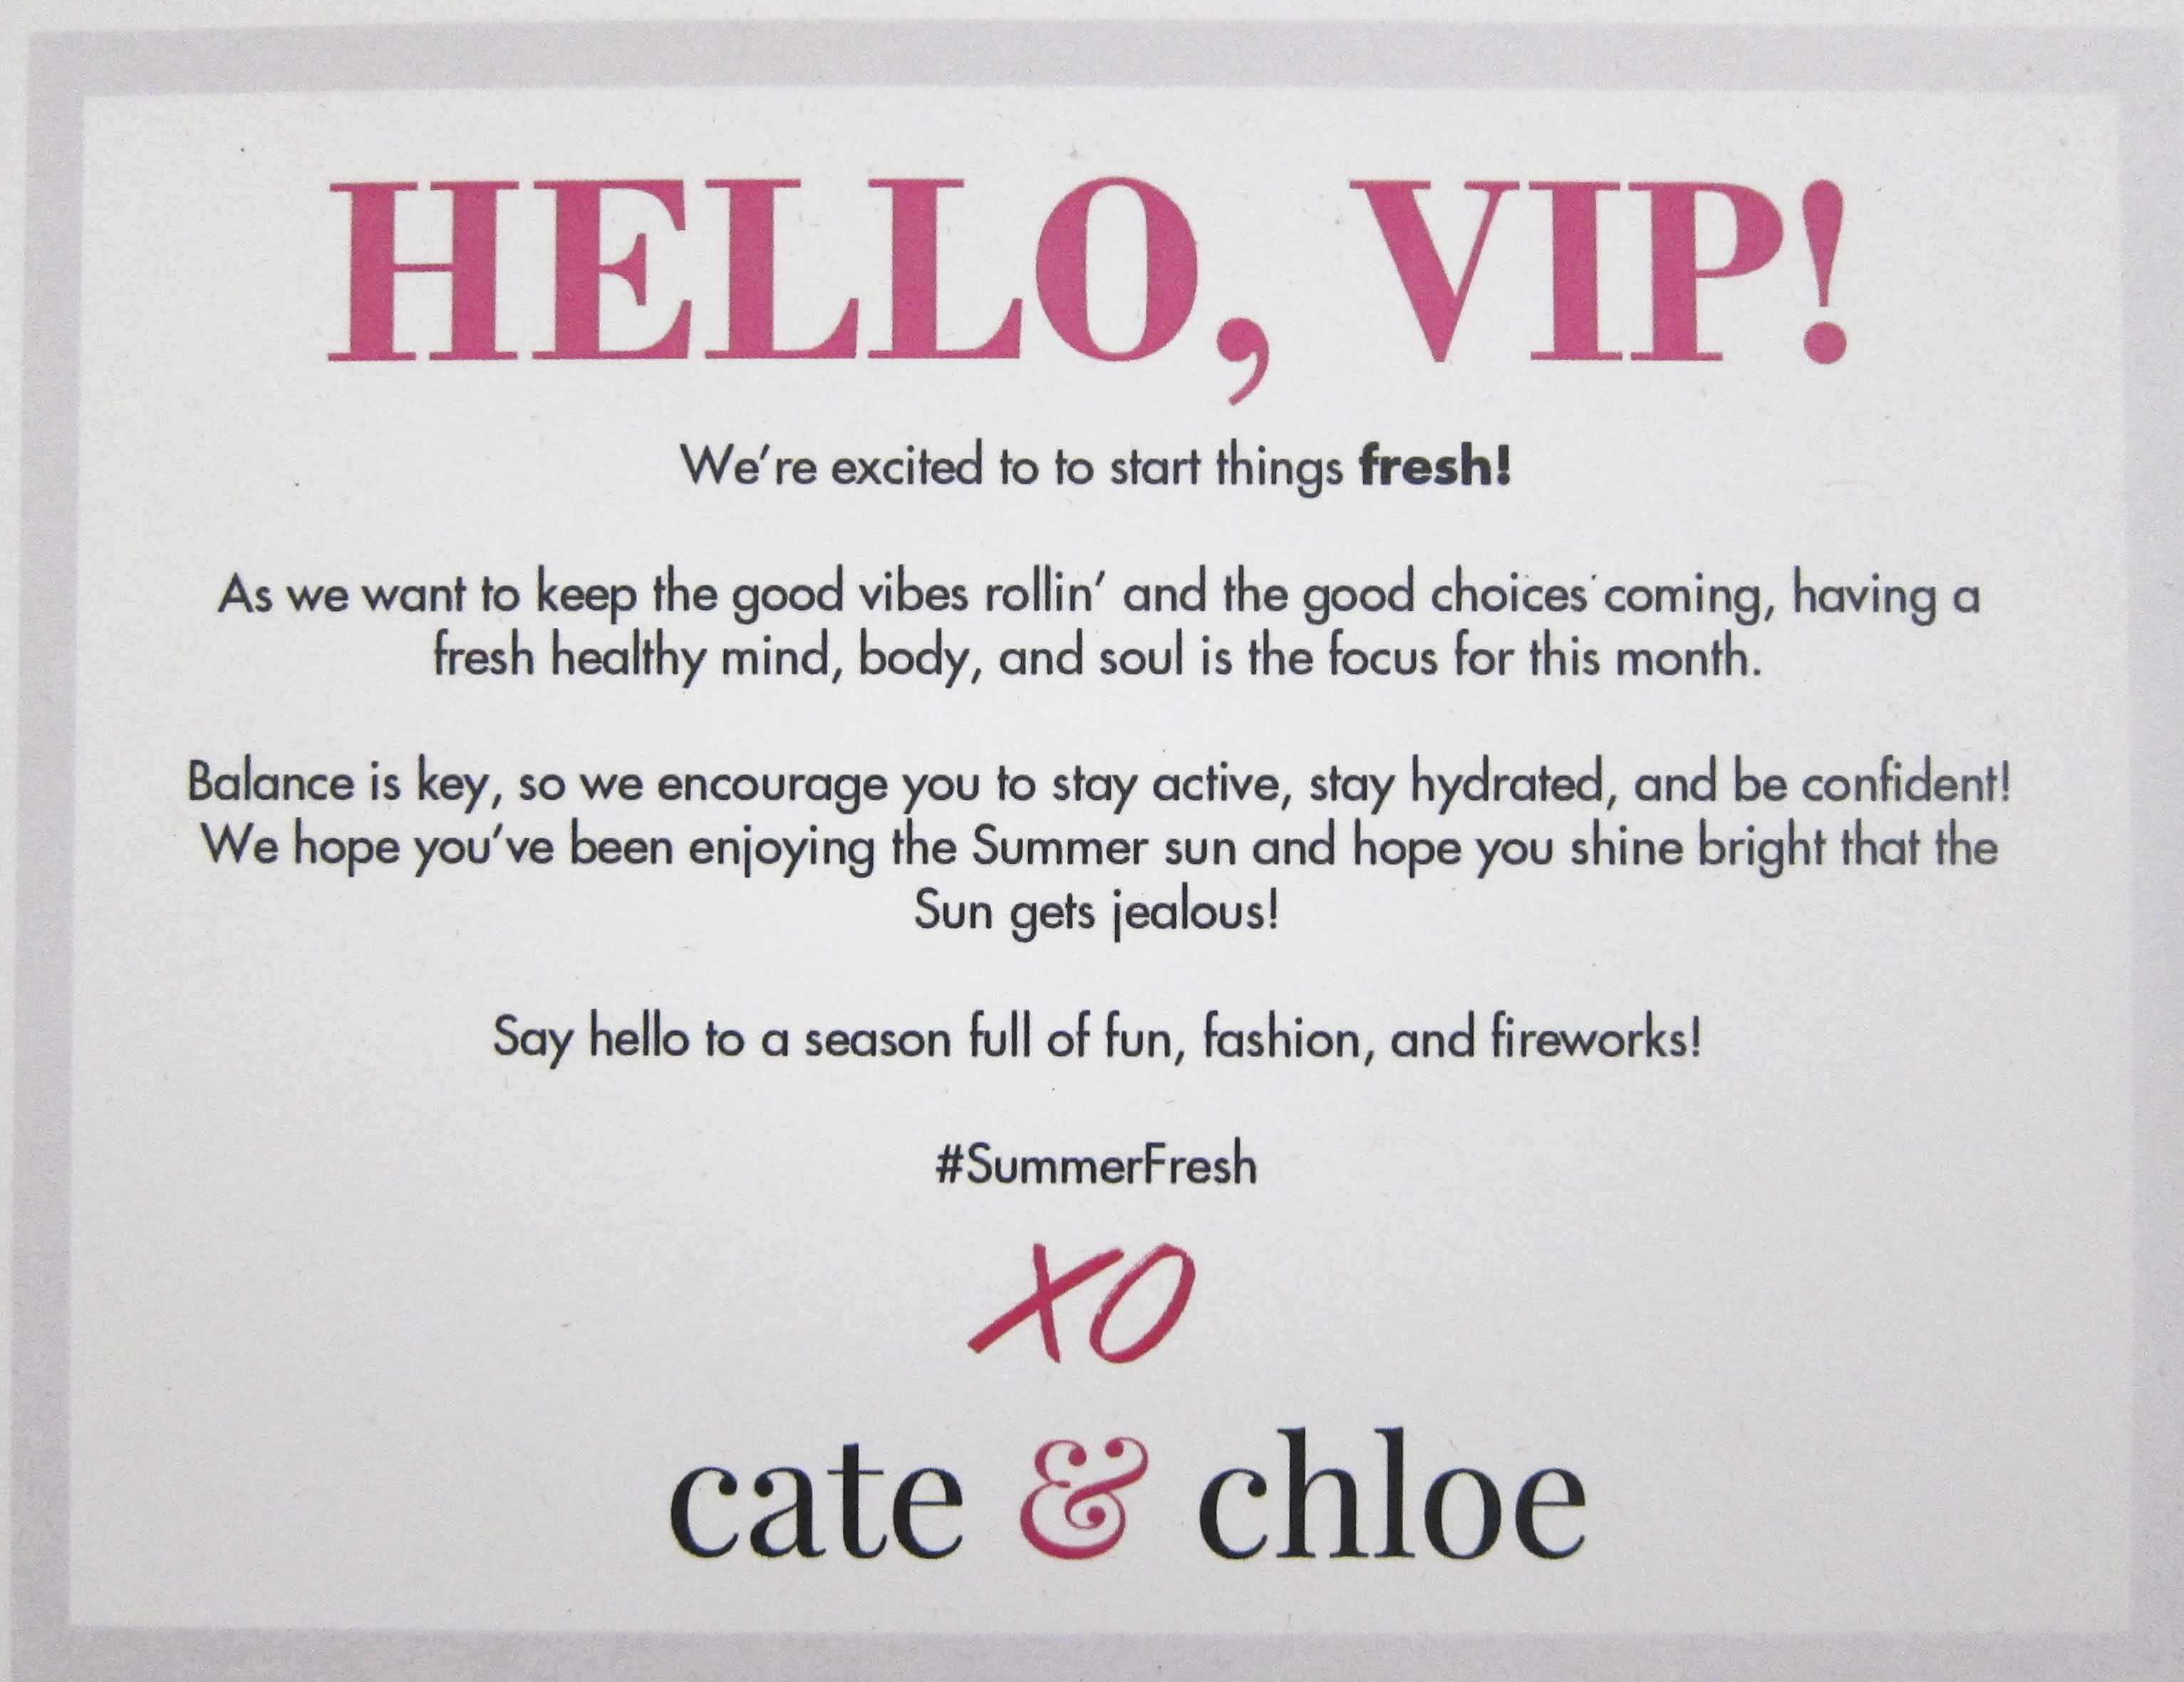 HELLO, VIP!
We're excited to to start things fresh!
As we want to keep the good vibes rollin' and the good choices coming, having a
fresh healthy mind, body, and soul is the focus for this month.
Balance is key, so we encourage you to stay active, stay hydrated, and be confident!
We hope you've been enjoying the Summer sun and hope you shine bright that the
Sun gets jealous!
Say hello to a season full of fun, fashion, and fireworks!
#SummerFresh
XO
cate & chloe